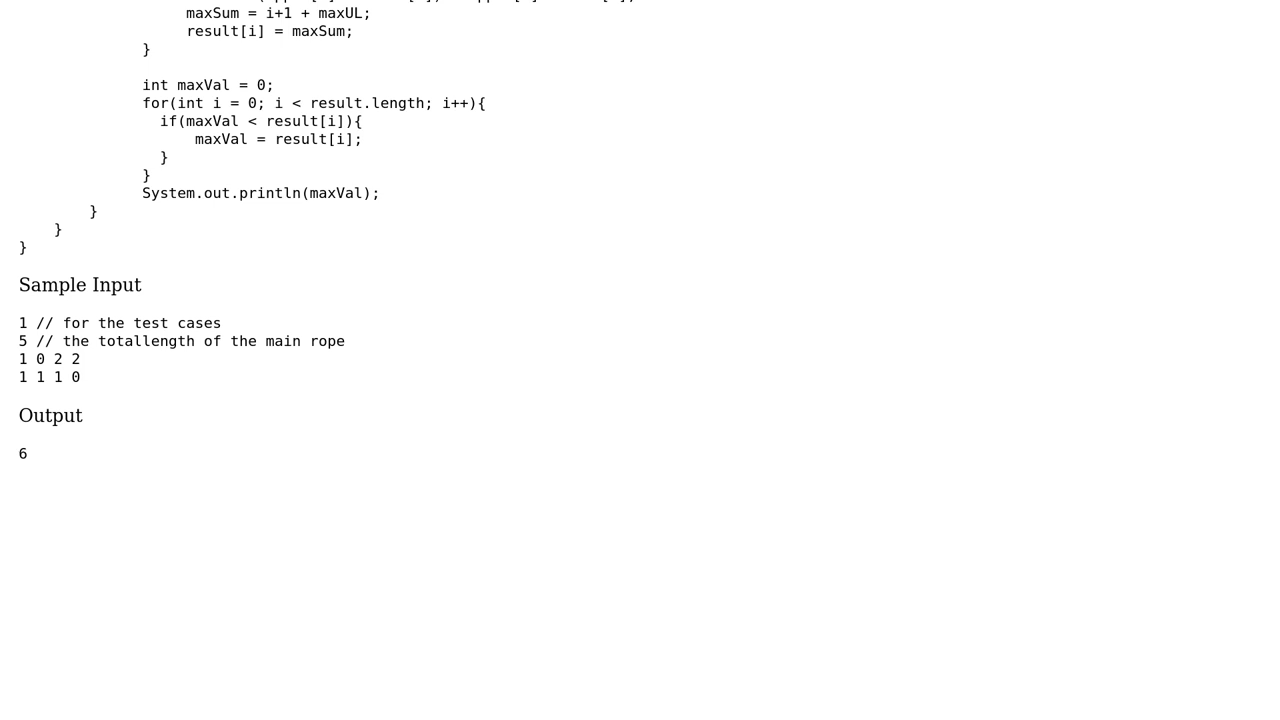 maxSum = i+1 + maxUL;
result[i] = maxSum;
}
int maxVal = 0;
for(int i = 0; i < result.length; i++){
if(maxVal < result[i]){
maxVal = result[i];
}
}
System.out.println(maxVal);
}
}
}
Sample Input
1 // for the test cases
5 // the totallength of the main rope
1 0 2 2
1 1 1 0
Output
6